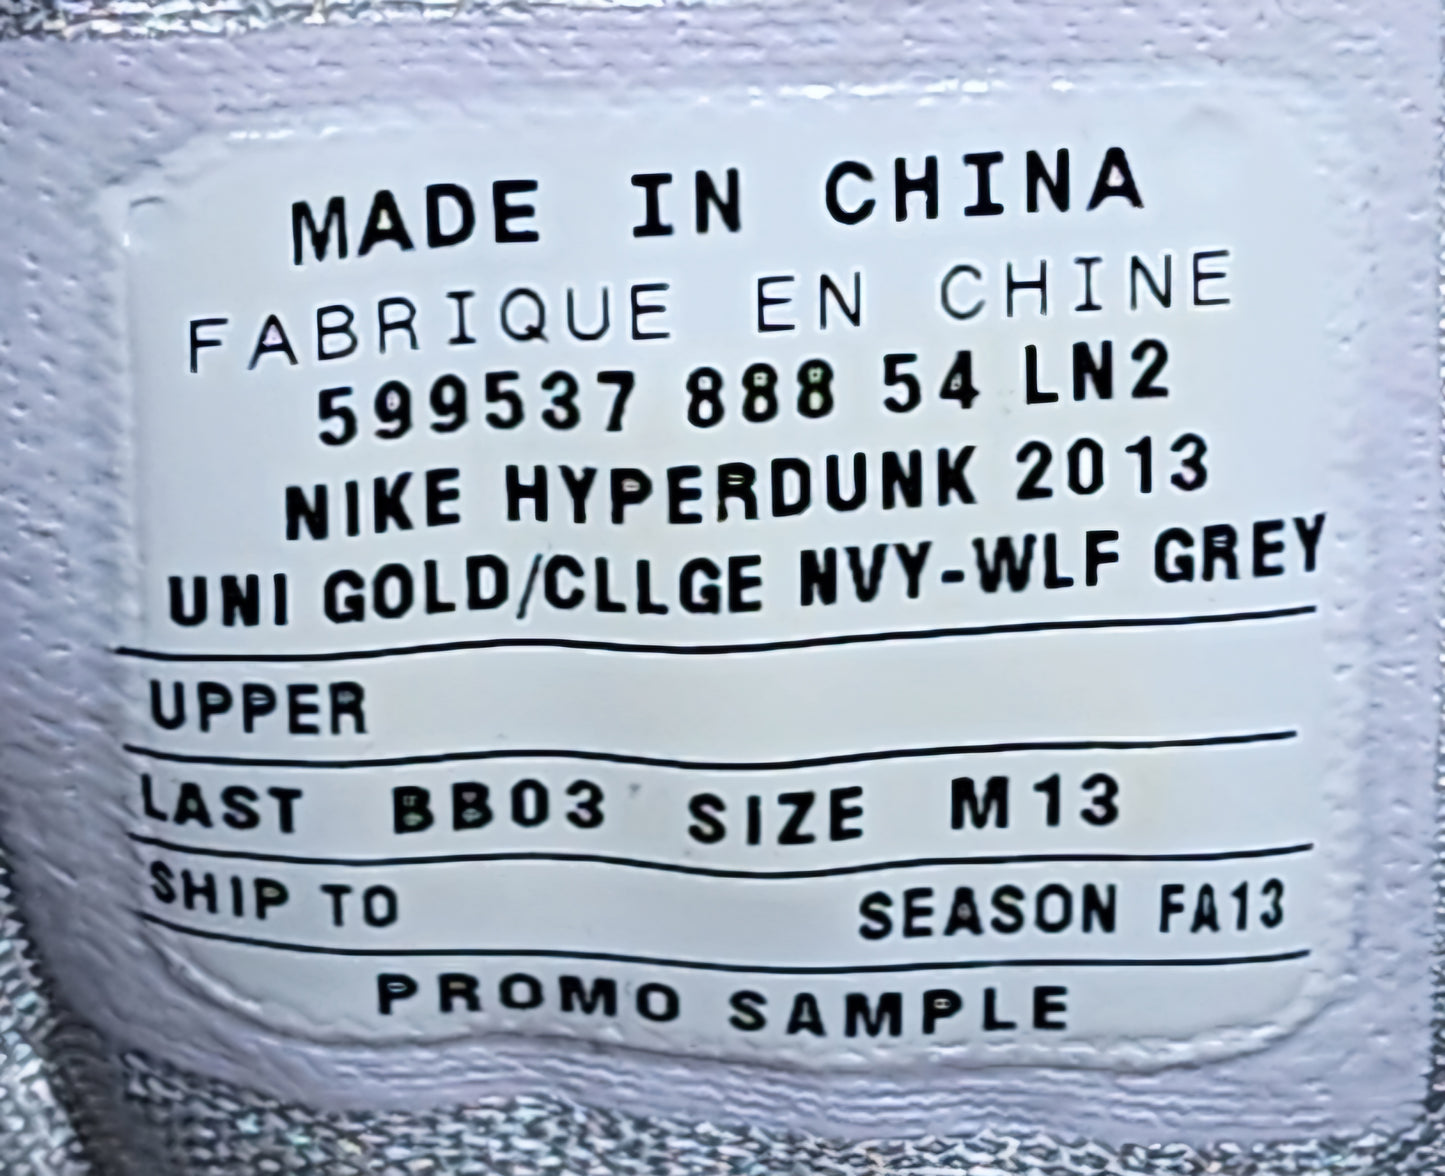 MADE IN CHINA
FABRIQUE EN CHINE
599537 888 54 LN2
NIKE HYPERDUNK 2013
UNI GOLD/CLLGE NVY-WLF GREY
UPPER
LAST BB03 SIZE M13
SHIP TO SEASON FA13
PROMO SAMPLE